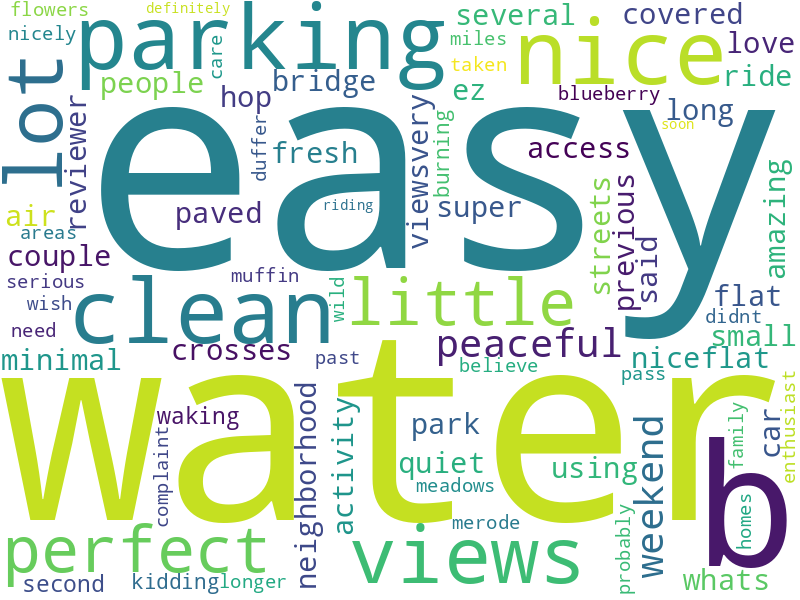 flowers
definitely
several
covered
nicely
parking
care
miles
nice
love
taken
lot
people
bridge
ez
ride
hop
blueberry
long
reviewer
easy
duffer
fresh
viewsvery
burning
access
soon
air
paved
riding
super
streets
previous
said
amazing
areas
couple
serious
muffin
wild
little
flat
wish
clean
didnt
need
small
minimal
crosses
past
peaceful
believe
niceflat
pass
water
waking
neighborhood
activity
park
weekend
car
family
enthusiast
complaint
quiet
using
b
meadows
perfect
merode
homes
views
probably
second
kidding
longer
whats